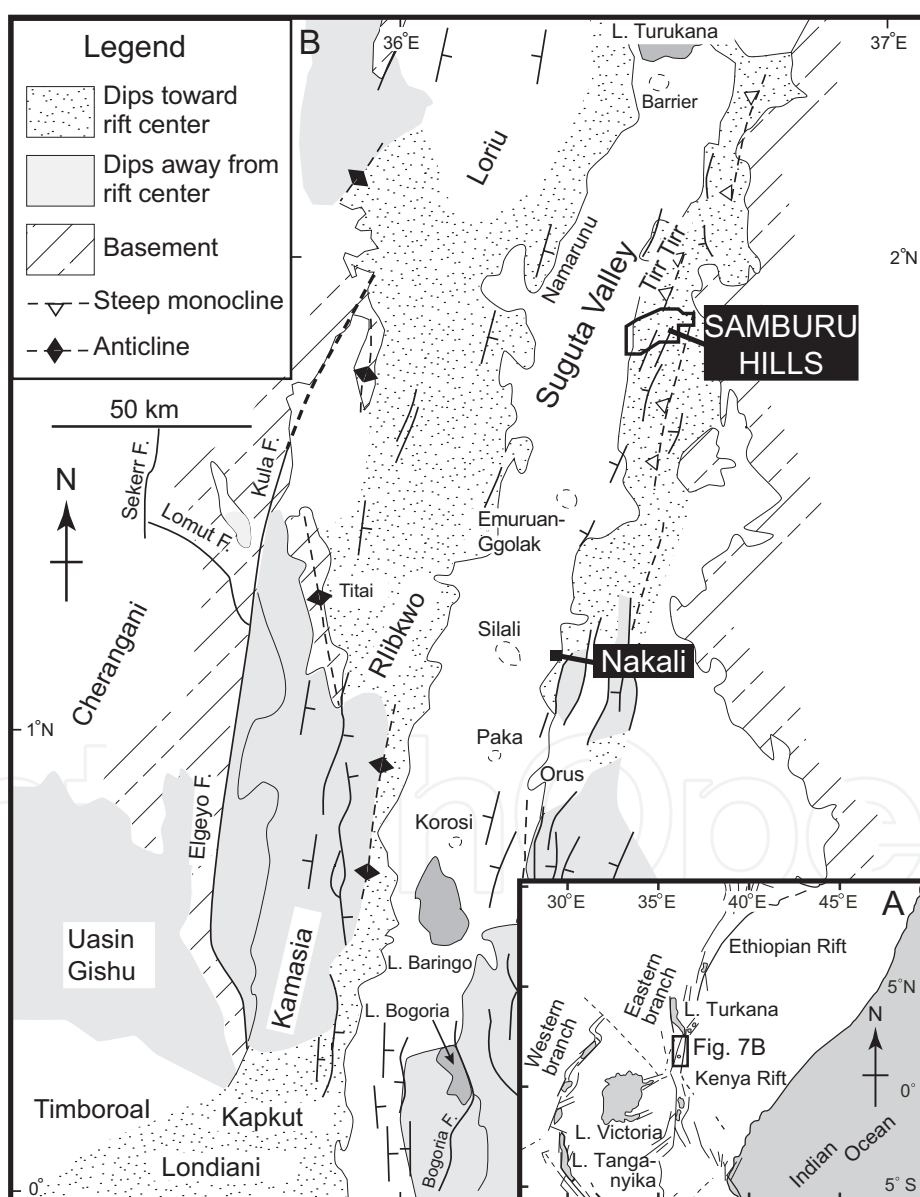 Legend
Dips toward
rift center
Dips away from
rift center
Basement
Steep monocline
Anticline
B
36°E
L. Turukana
37°E
Barrier
Loriu
Namarunu
Suguta Valley
Tirr Tirr
2°N
SAMBURU
HILLS
50 km
N
Sekerr F.
Kula F.
Lomut F.
Emuruan-
Ggolak
Cherangani
Titai
Rlibkwo
Silali
Nakali
1°N
Paka
Orus
Elgeyo F.
Korosi
Uasin
Gishu
Kamasia
L. Baringo
L. Bogoria
Bogoria F.
Timboroal
Kapkut
Londiani
0°
A
30°E
35°E
40°E
45°E
Ethiopian Rift
Eastern
branch
5°N
L. Turkana
N
Western
branch
Fig. 7B
Kenya Rift
0°
L. Victoria
L. Tanga-
nyika
Indian
Ocean
5°S